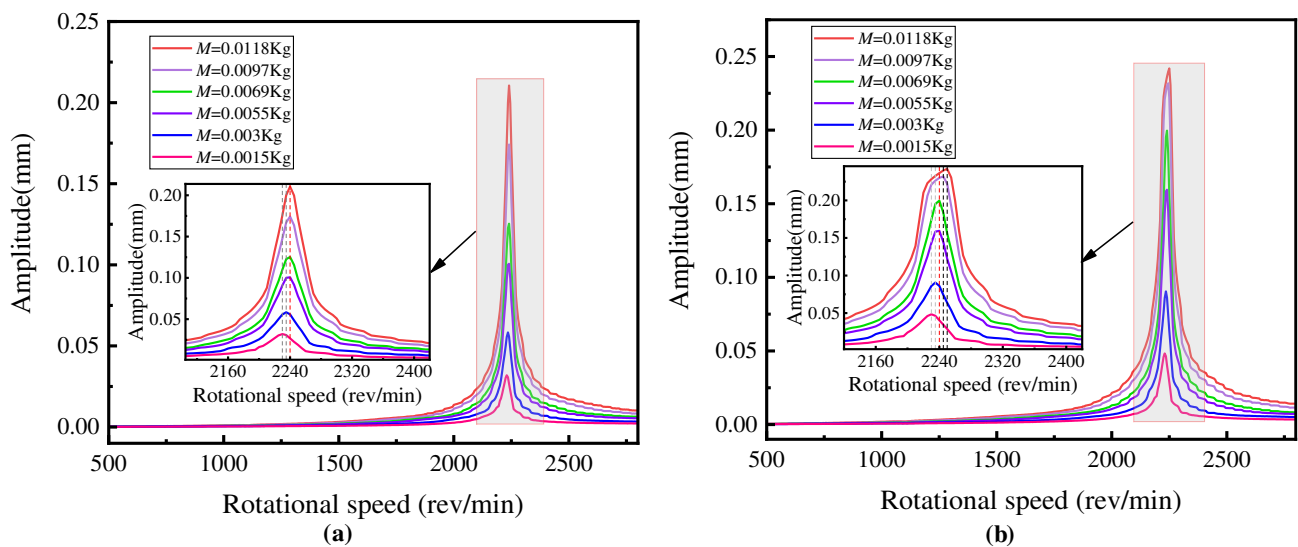 0.25
0.20
0.15
0.10
0.05
0.00
Amplitude(mm)
M=0.0118Kg
M=0.0097Kg
M=0.0069Kg
M=0.0055Kg
M=0.003Kg
M=0.0015Kg
0.20
0.15
0.10
0.05
Amplitude(mm)
2160 2240 2320 2400
Rotational speed (rev/min)
500 1000 1500 2000 2500
Rotational speed (rev/min)
(a)
0.25
0.20
0.15
0.10
0.05
0.00
Amplitude(mm)
M=0.0118Kg
M=0.0097Kg
M=0.0069Kg
M=0.0055Kg
M=0.003Kg
M=0.0015Kg
0.20
0.15
0.10
0.05
Amplitude(mm)
2160 2240 2320 2400
Rotational speed (rev/min)
500 1000 1500 2000 2500
Rotational speed (rev/min)
(b)